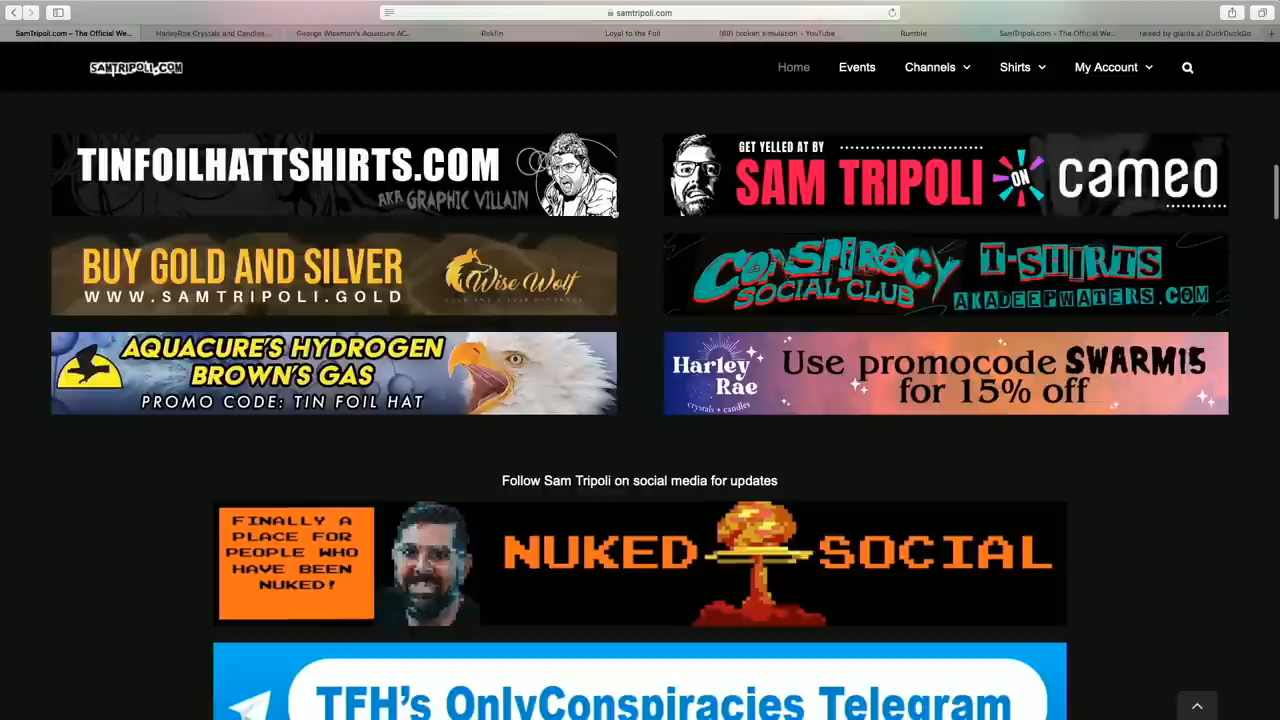 samtripoli.com
SamTripoli.com – The Official We...
HarleyRae Crystals and Candles...
George Wiseman's Aquacure AC...
Rokfin
Loyal to the Foil
(69) broken simulation - YouTube
Rumble
SamTripoli.com – The Official We...
raised by giants at DuckDuckGo
SAMTRIPOLI.COM
Home
Events
Channels
Shirts
My Account
TINFOILHATTSHIRTS.COM
AKA GRAPHIC VILLAIN
GET YELLED AT BY
SAM TRIPOLI ON cameo
BUY GOLD AND SILVER
WWW.SAMTRIPOLI.GOLD
Wise Wolf
CONSPIRACY
SOCIAL CLUB
T-SHIRTS
AKADEEPWATERS.COM
AQUACURE'S HYDROGEN
BROWN'S GAS
PROMO CODE: TIN FOIL HAT
Harley
Rae
crystals + candles
Use promocode SWARM15
for 15% off
Follow Sam Tripoli on social media for updates
FINALLY A
PLACE FOR
PEOPLE WHO
HAVE BEEN
NUKED!
NUKED SOCIAL
TFH's OnlyConspiracies Telegram